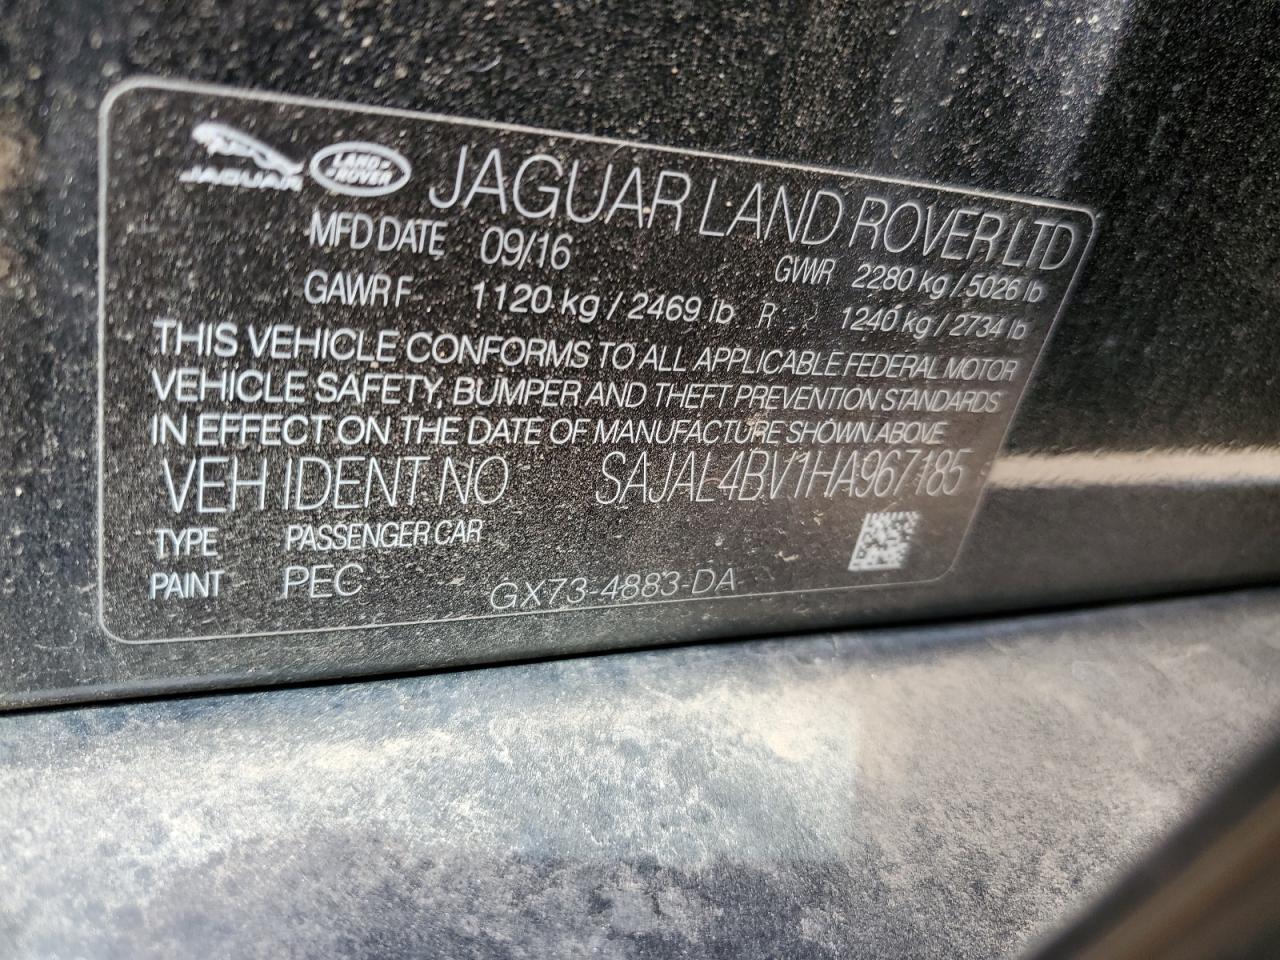 JAGUAR LAND ROVER JAGUAR LAND ROVER LTD
MFD DATE 09/16 GVWR 2280 kg / 5026 lb
GAWR F 1120 kg / 2469 lb R 1240 kg / 2734 lb
THIS VEHICLE CONFORMS TO ALL APPLICABLE FEDERAL MOTOR
VEHICLE SAFETY, BUMPER AND THEFT PREVENTION STANDARDS
IN EFFECT ON THE DATE OF MANUFACTURE SHOWN ABOVE
VEH IDENT NO SAJAL4BV1HA967185
TYPE PASSENGER CAR
PAINT PEC GX73-4883-DA